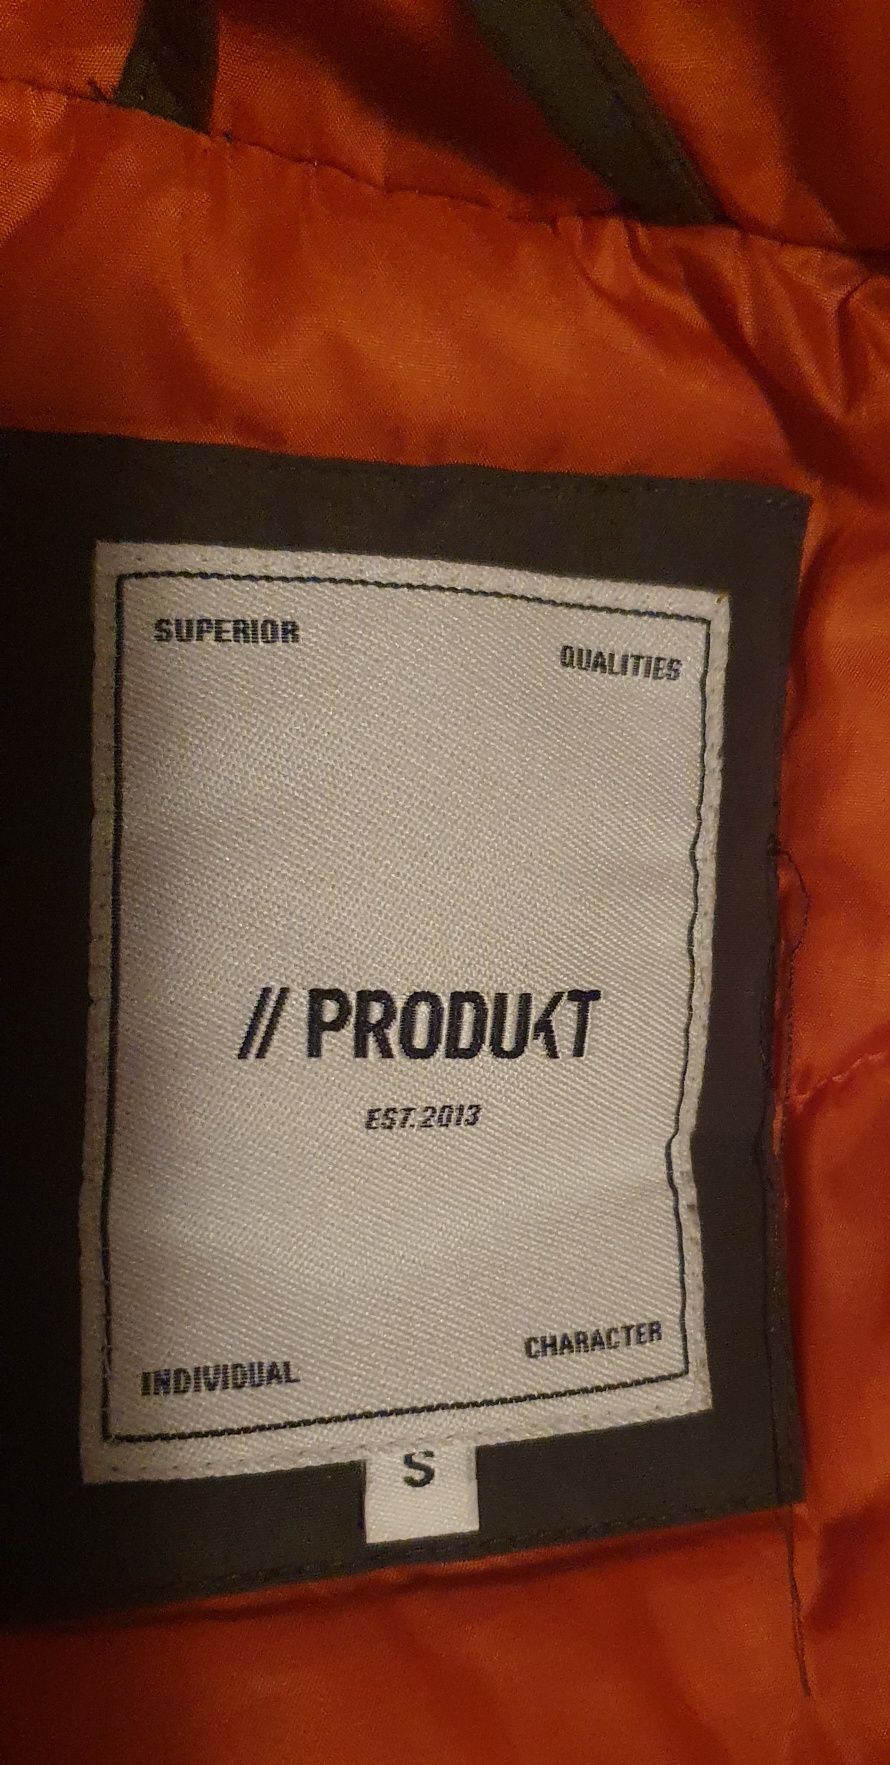 SUPERIOR
QUALITIES
// PRODUKT
EST. 2013
INDIVIDUAL
CHARACTER
S